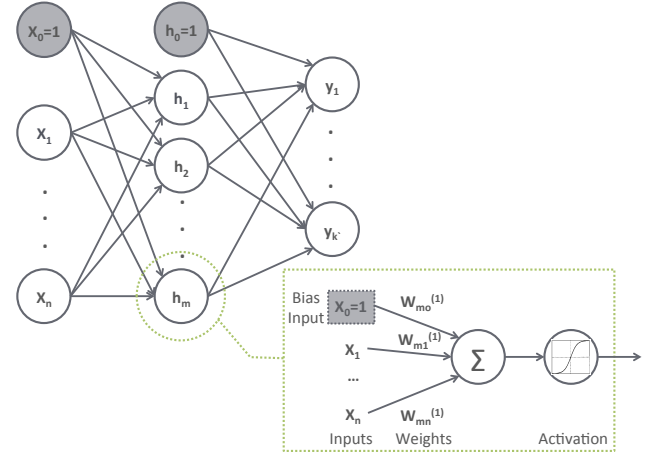 X0=1
h0=1
h1
y1
X1
h2
.
.
.
.
.
.
.
.
.
yk`
Xn
hm
Bias
Input
X0=1
Wmo(1)
X1
Wm1(1)
Σ
...
Xn
Wmn(1)
Inputs
Weights
Activation